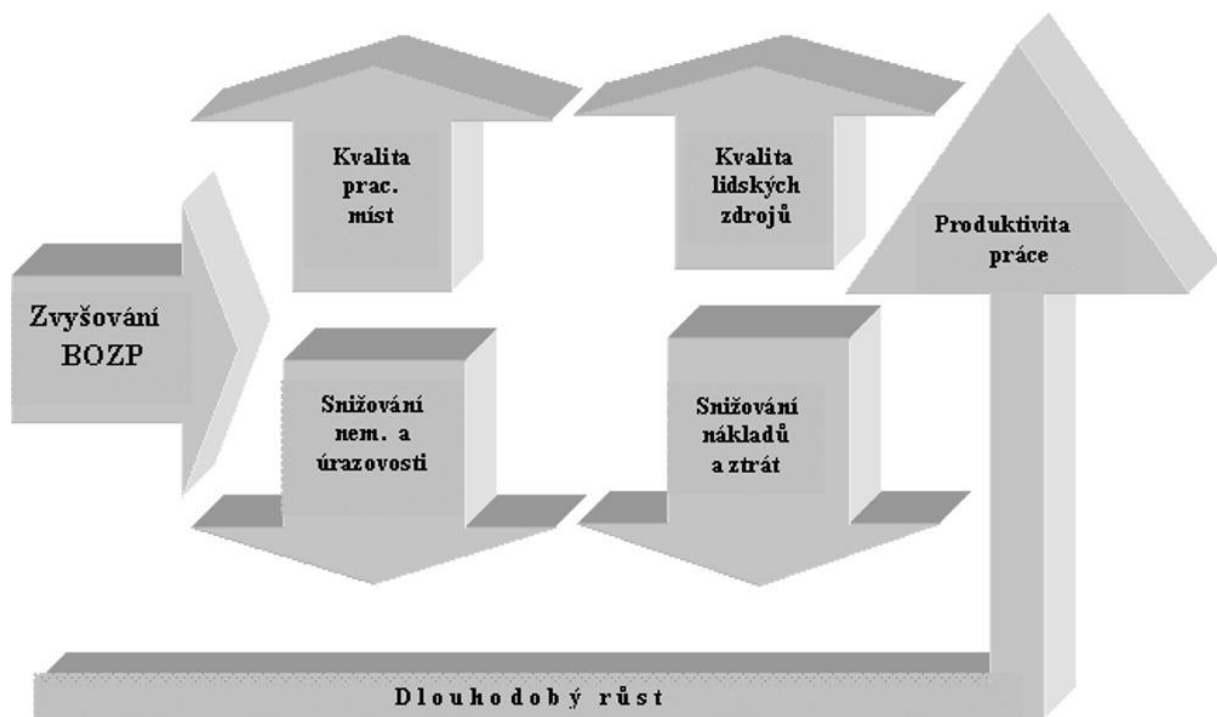 Kvalita
prac.
míst
Kvalita
lidských
zdrojů
Produktivita
práce
Zvyšování
BOZP
Snižování
nem. a
úrazovosti
Snižování
nákladů
a ztrát
Dlouhodobý růst